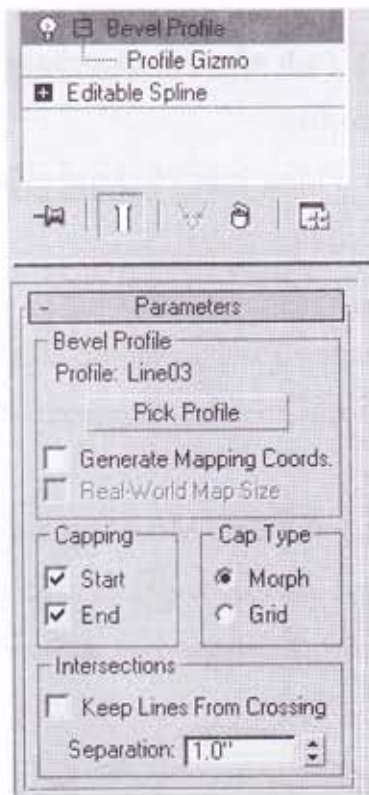 Bevel Profile
Profile Gizmo
Editable Spline
- Parameters
Bevel Profile
Profile: Line03
Pick Profile
Generate Mapping Coords.
Real-World Map Size
Capping
Start
End
Cap Type
Morph
Grid
Intersections
Keep Lines From Crossing
Separation: 1.0"